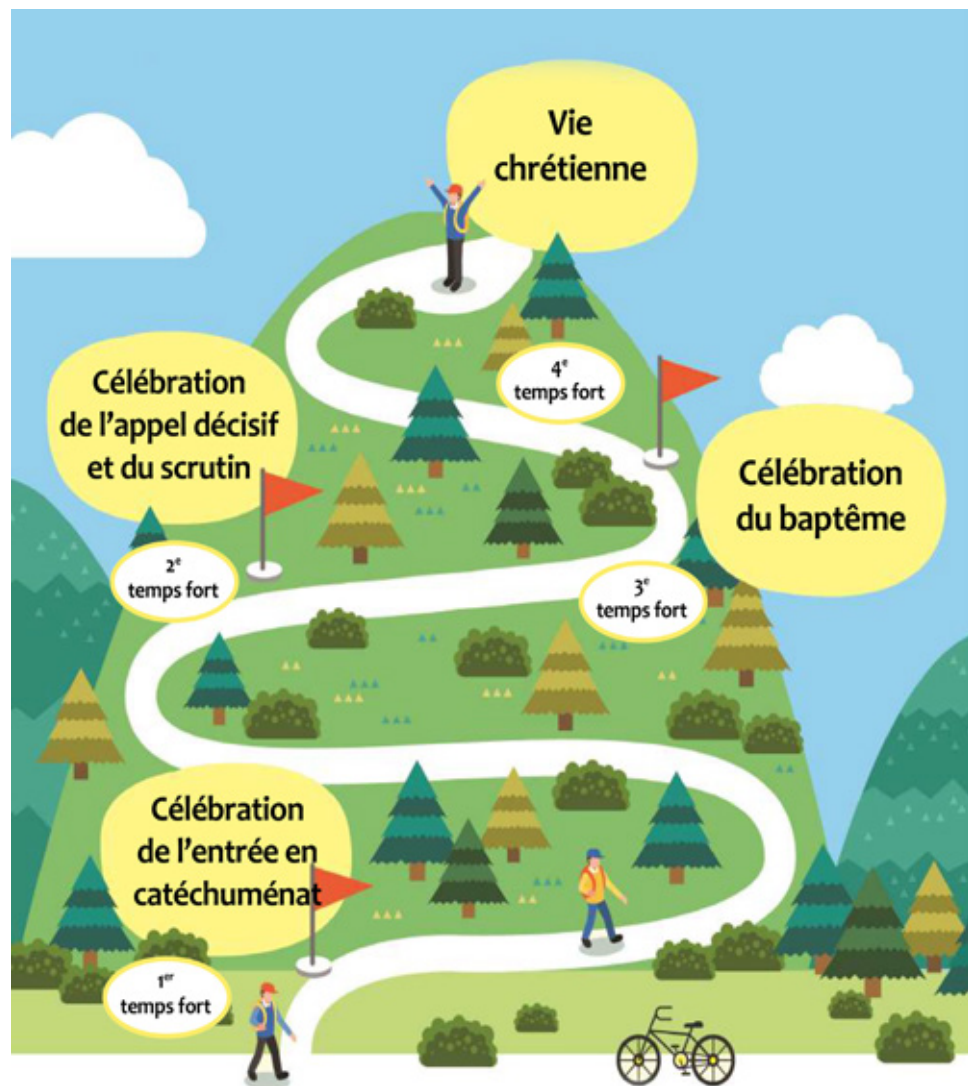 Vie
chrétienne
4e
temps fort
Célébration
de l’appel décisif
et du scrutin
Célébration
du baptême
2e
temps fort
3e
temps fort
Célébration
de l’entrée en
catéchuménat
1er
temps fort